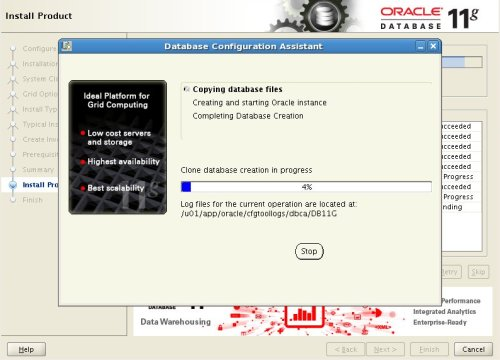 Install Product
ORACLE
DATABASE
11g
Database Configuration Assistant
Configure
Installation
System Cl
Grid Option
Install Typ
Typical Ins
Create Inve
Prerequisit
Summary
Install Pro
Finish
Ideal Platform for
Grid Computing
Low cost servers
and storage
Highest availability
Best scalability
Copying database files
Creating and starting Oracle instance
Completing Database Creation
Clone database creation in progress
4%
Log files for the current operation are located at:
/u01/app/oracle/cfgtoollogs/dbca/DB11G
Stop
ucceeded
ucceeded
ucceeded
Progress
ucceeded
ucceeded
Progress
nding
Retry
Skip
DATABASE
Data Warehousing
Performance
Integrated Analytics
Enterprise-Ready
Help
< Back
Next >
Finish
Cancel